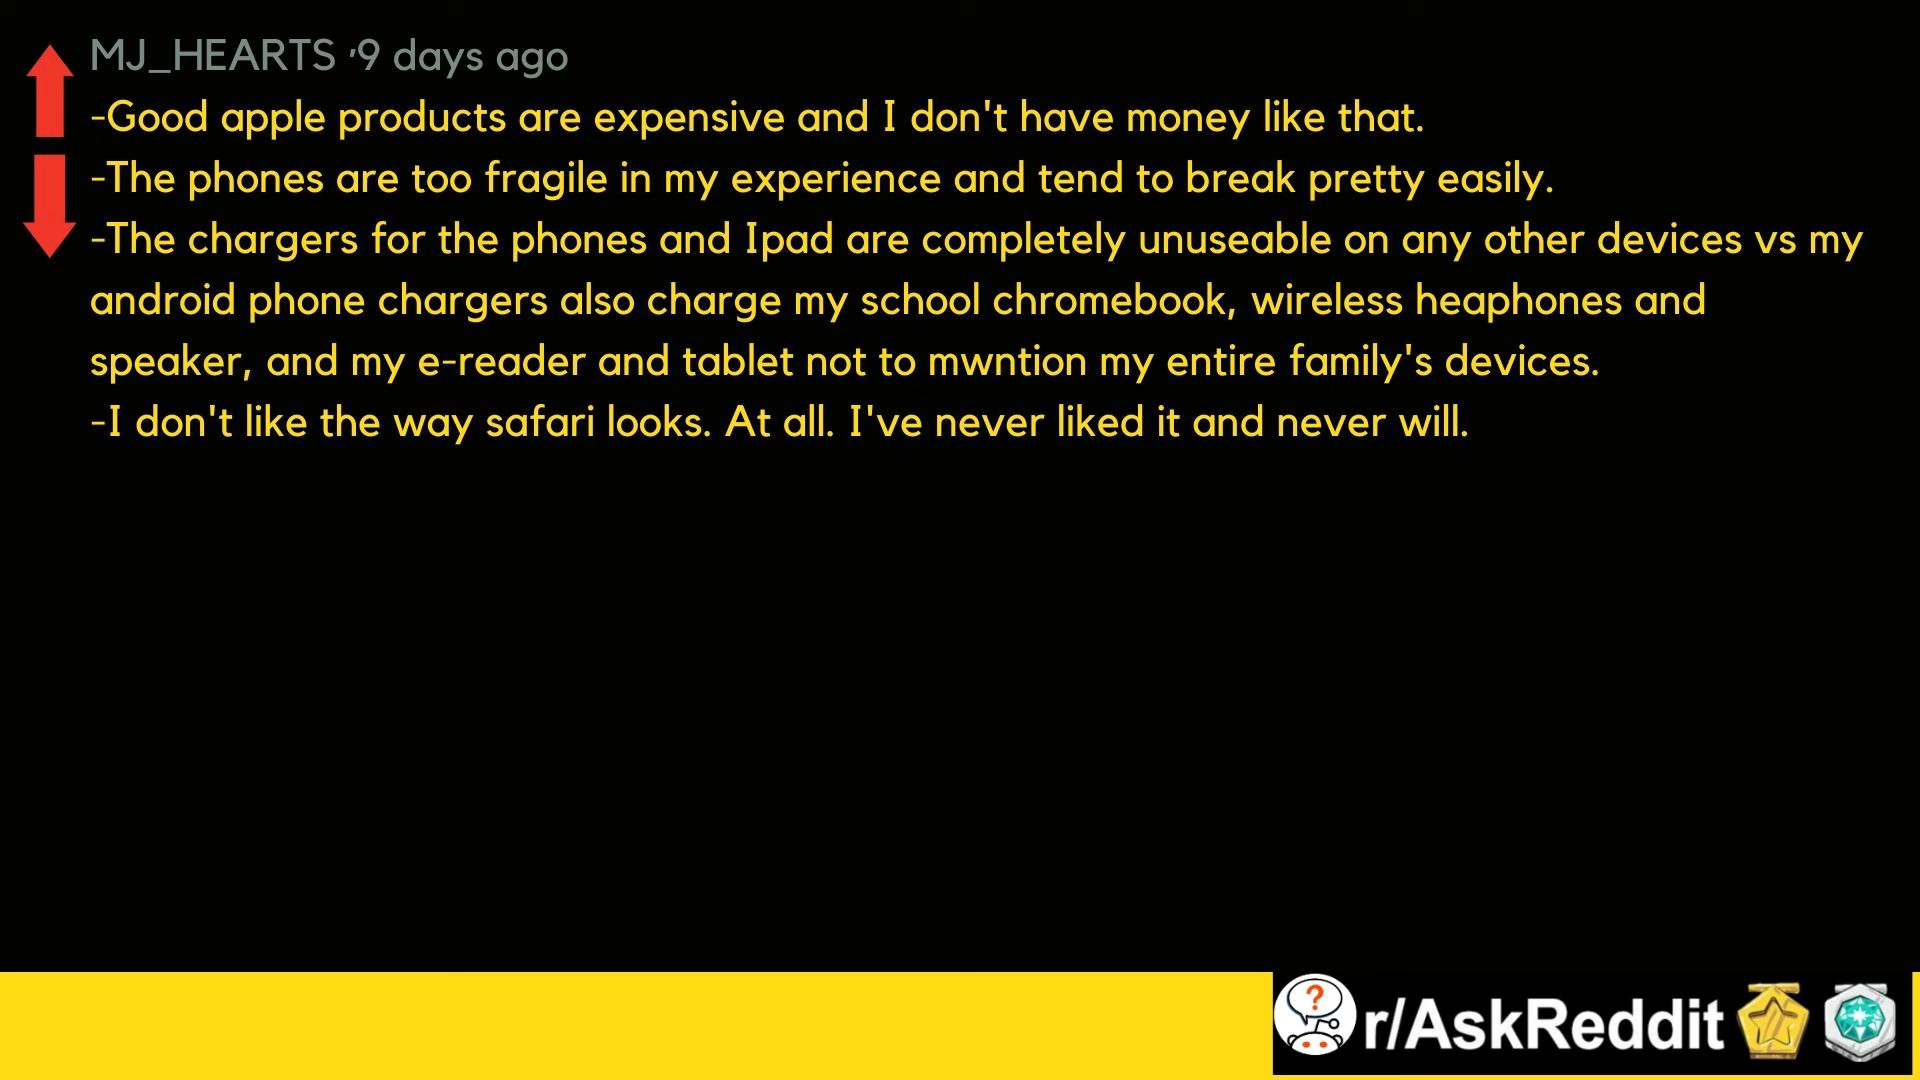 MJ_HEARTS ·9 days ago
-Good apple products are expensive and I don't have money like that.
-The phones are too fragile in my experience and tend to break pretty easily.
-The chargers for the phones and Ipad are completely unuseable on any other devices vs my
android phone chargers also charge my school chromebook, wireless heaphones and
speaker, and my e-reader and tablet not to mwntion my entire family's devices.
-I don't like the way safari looks. At all. I've never liked it and never will.
?
r/AskReddit